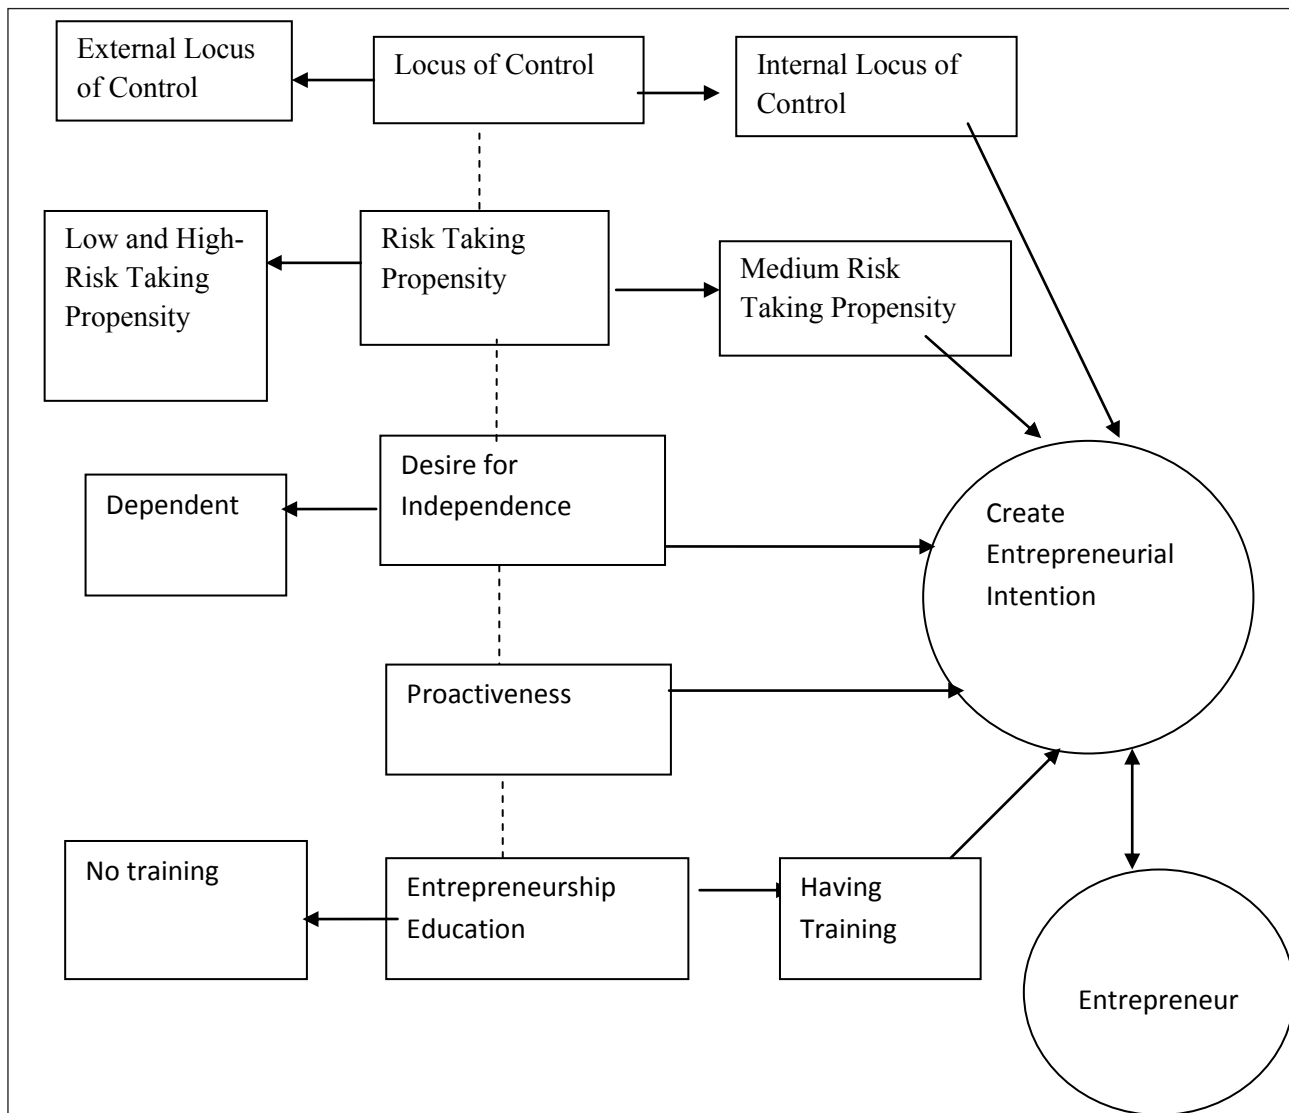 External Locus
of Control
Locus of Control
Internal Locus of
Control
Low and High-
Risk Taking
Propensity
Risk Taking
Propensity
Medium Risk
Taking Propensity
Dependent
Desire for
Independence
Create
Entrepreneurial
Intention
Proactiveness
No training
Entrepreneurship
Education
Having
Training
Entrepreneur